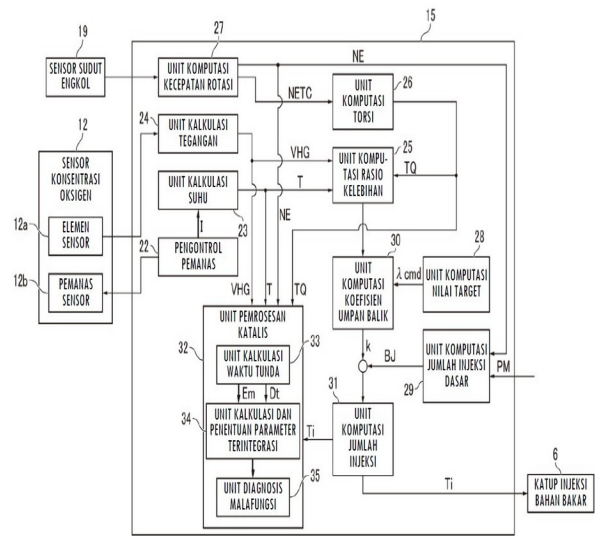 19
SENSOR SUDUT
ENGKOL
27
UNIT KOMPUTASI
KECEPATAN ROTASI
15
NE
NETC
UNIT
KOMPUTASI
TORSI
26
24
UNIT KALKULASI
TEGANGAN
12
SENSOR
KONSENTRASI
OKSIGEN
12a
ELEMEN
SENSOR
12b
PEMANAS
SENSOR
UNIT KALKULASI
SUHU
23
I
22
PENGONTROL
PEMANAS
VHG
T
NE
25
UNIT KOMPU-
TASI RASIO
KELEBIHAN
TQ
30
UNIT
KOMPUTASI
KOEFISIEN
UMPAN BALIK
λ cmd
28
UNIT KOMPUTASI
NILAI TARGET
VHG
T
TQ
UNIT PEMROSESAN
KATALIS
32
33
UNIT KALKULASI
WAKTU TUNDA
Em
Dt
34
UNIT KALKULASI DAN
PENENTUAN PARAMETER
TERINTEGRASI
35
UNIT DIAGNOSIS
MALAFUNGSI
k
BJ
UNIT KOMPUTASI
JUMLAH INJEKSI
DASAR
29
PM
31
UNIT
KOMPUTASI
JUMLAH
INJEKSI
Ti
Ti
6
KATUP INJEKSI
BAHAN BAKAR